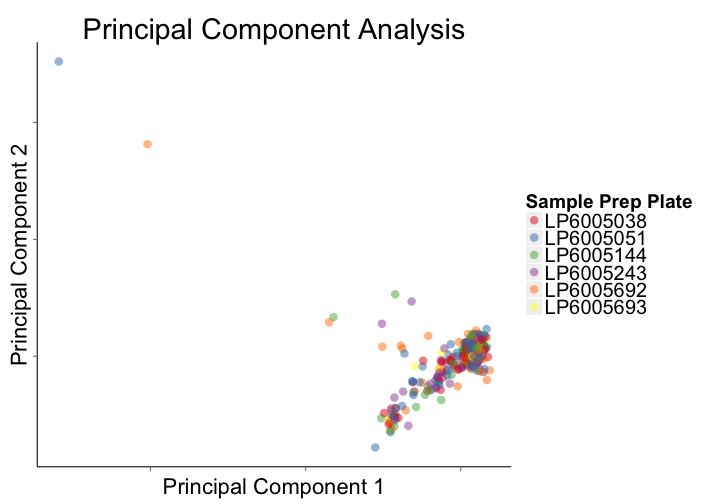 Principal Component Analysis
Principal Component 2
Principal Component 1
Sample Prep Plate
LP6005038
LP6005051
LP6005144
LP6005243
LP6005692
LP6005693